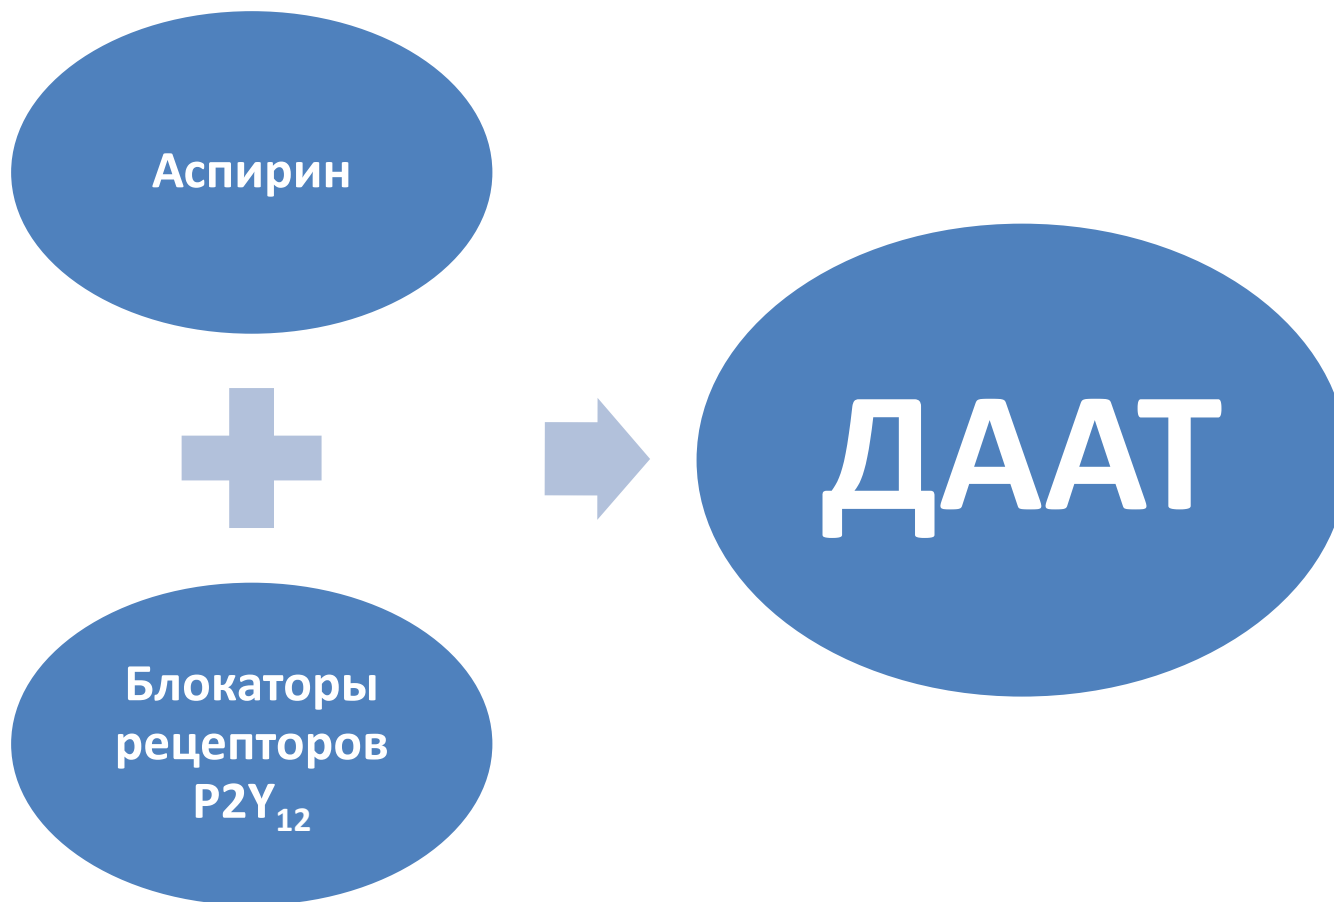 Аспирин
Блокаторы
рецепторов
P2Y₁₂
ДААТ